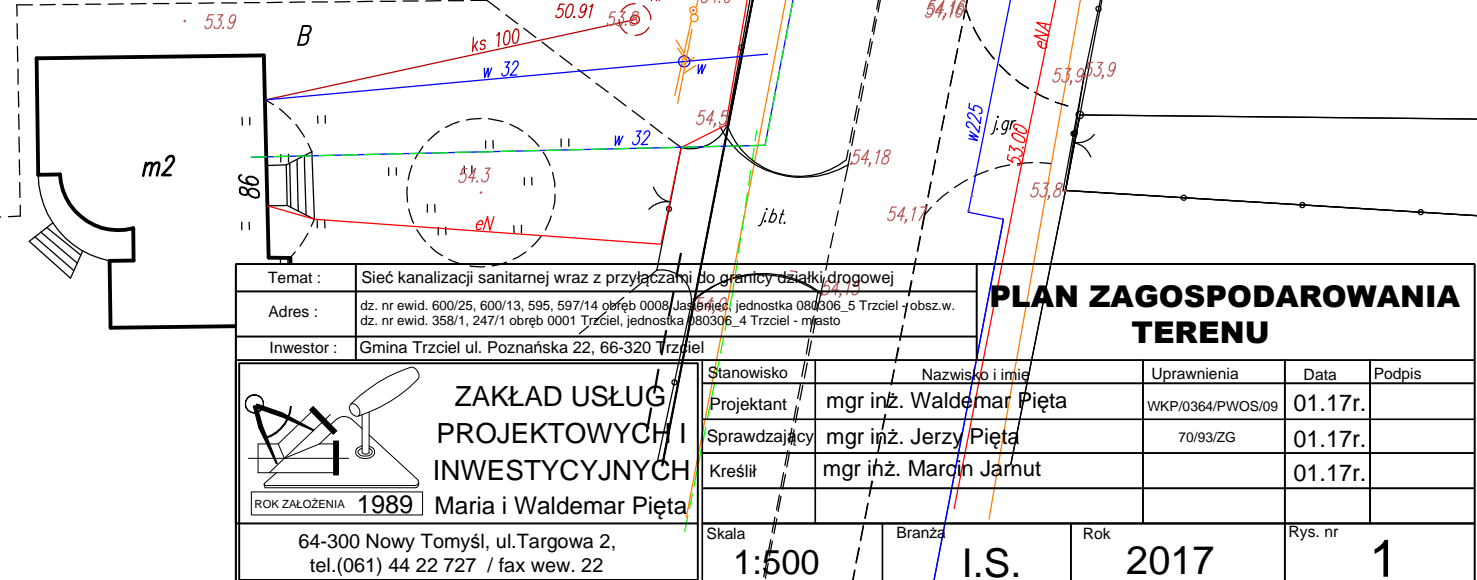 53.9
B
50.91
53.8
ks 100
w 32
w
54,5
w 32
m2
86
54.3
eN
54,16
eNA
53,9
53,9
w225
j.gr.
53.00
54,18
53,8
54,17
j.bt.
54,15
54,0
Temat :
Sieć kanalizacji sanitarnej wraz z przyłączami do granicy działki drogowej
Adres :
dz. nr ewid. 600/25, 600/13, 595, 597/14 obręb 0008 Jasieniec, jednostka 080306_5 Trzciel - obsz.w.
dz. nr ewid. 358/1, 247/1 obręb 0001 Trzciel, jednostka 080306_4 Trzciel - miasto
Inwestor :
Gmina Trzciel ul. Poznańska 22, 66-320 Trzciel
PLAN ZAGOSPODAROWANIA
TERENU
ZAKŁAD USŁUG
PROJEKTOWYCH I
INWESTYCYJNYCH
Maria i Waldemar Pięta
ROK ZAŁOŻENIA 1989
64-300 Nowy Tomyśl, ul.Targowa 2,
tel.(061) 44 22 727 / fax wew. 22
Stanowisko Nazwisko i imię Uprawnienia Data Podpis
Projektant mgr inż. Waldemar Pięta WKP/0364/PWOS/09 01.17r.
Sprawdzający mgr inż. Jerzy Pięta 70/93/ZG 01.17r.
Kreślił mgr inż. Marcin Jarnut 01.17r.
Skala Branża Rok Rys. nr
1:500 I.S. 2017 1